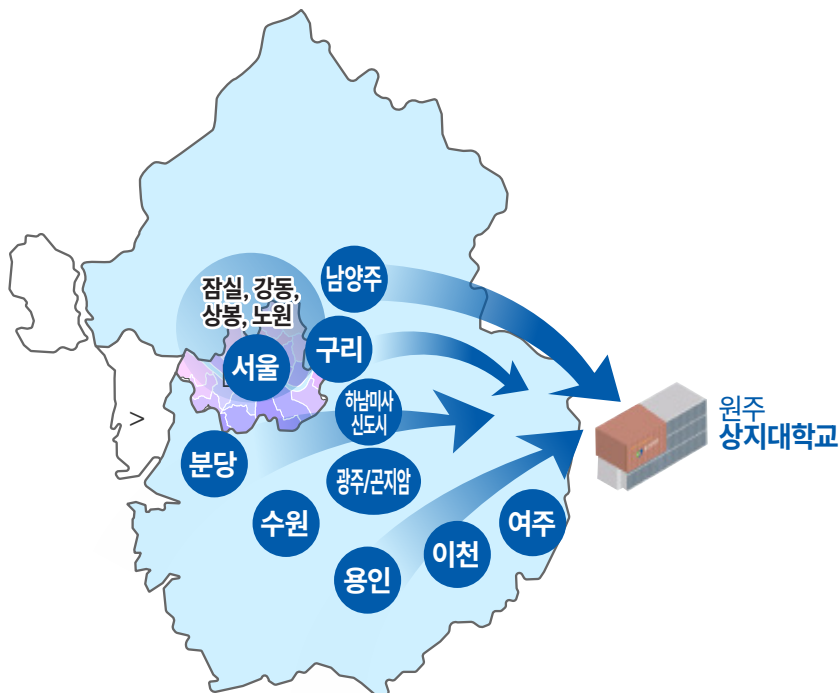 남양주
잠실, 강동,
상봉, 노원
구리
서울
하남미사
신도시
원주
상지대학교
>
분당
광주/곤지암
수원
여주
이천
용인